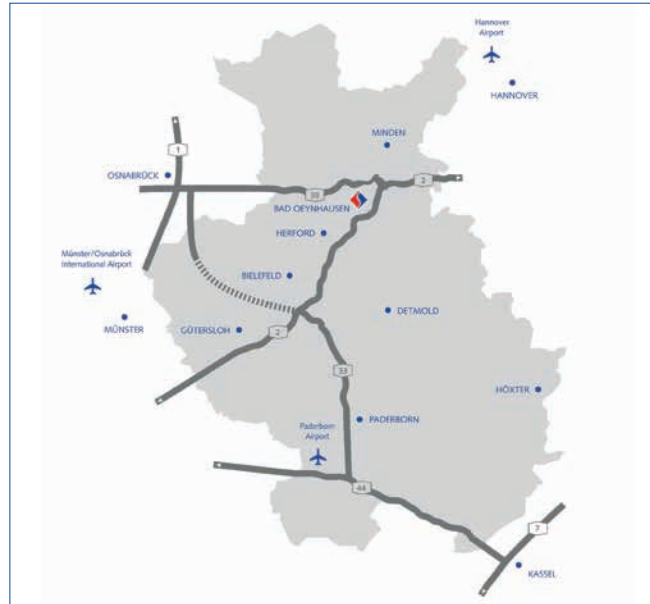 Hannover
Airport
HANNOVER
MINDEN
1
OSNABRÜCK
30
2
BAD OEYNHAUSEN
HERFORD
Münster/Osnabrück
International Airport
BIELEFELD
MÜNSTER
GÜTERSLOH
2
DETMOLD
33
HÖXTER
PADERBORN
Paderborn
Airport
44
7
KASSEL